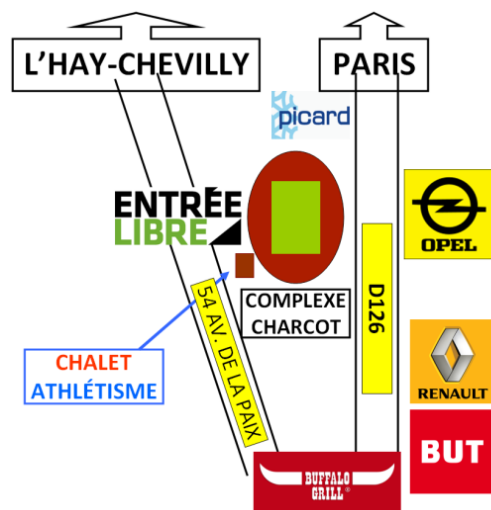 L'HAY-CHEVILLY
PARIS
picard
ENTRÉE
LIBRE
OPEL
COMPLEXE
CHARCOT
D126
54 AV. DE LA PAIX
CHALET
ATHLÉTISME
RENAULT
BUT
BUFFALO
GRILL®